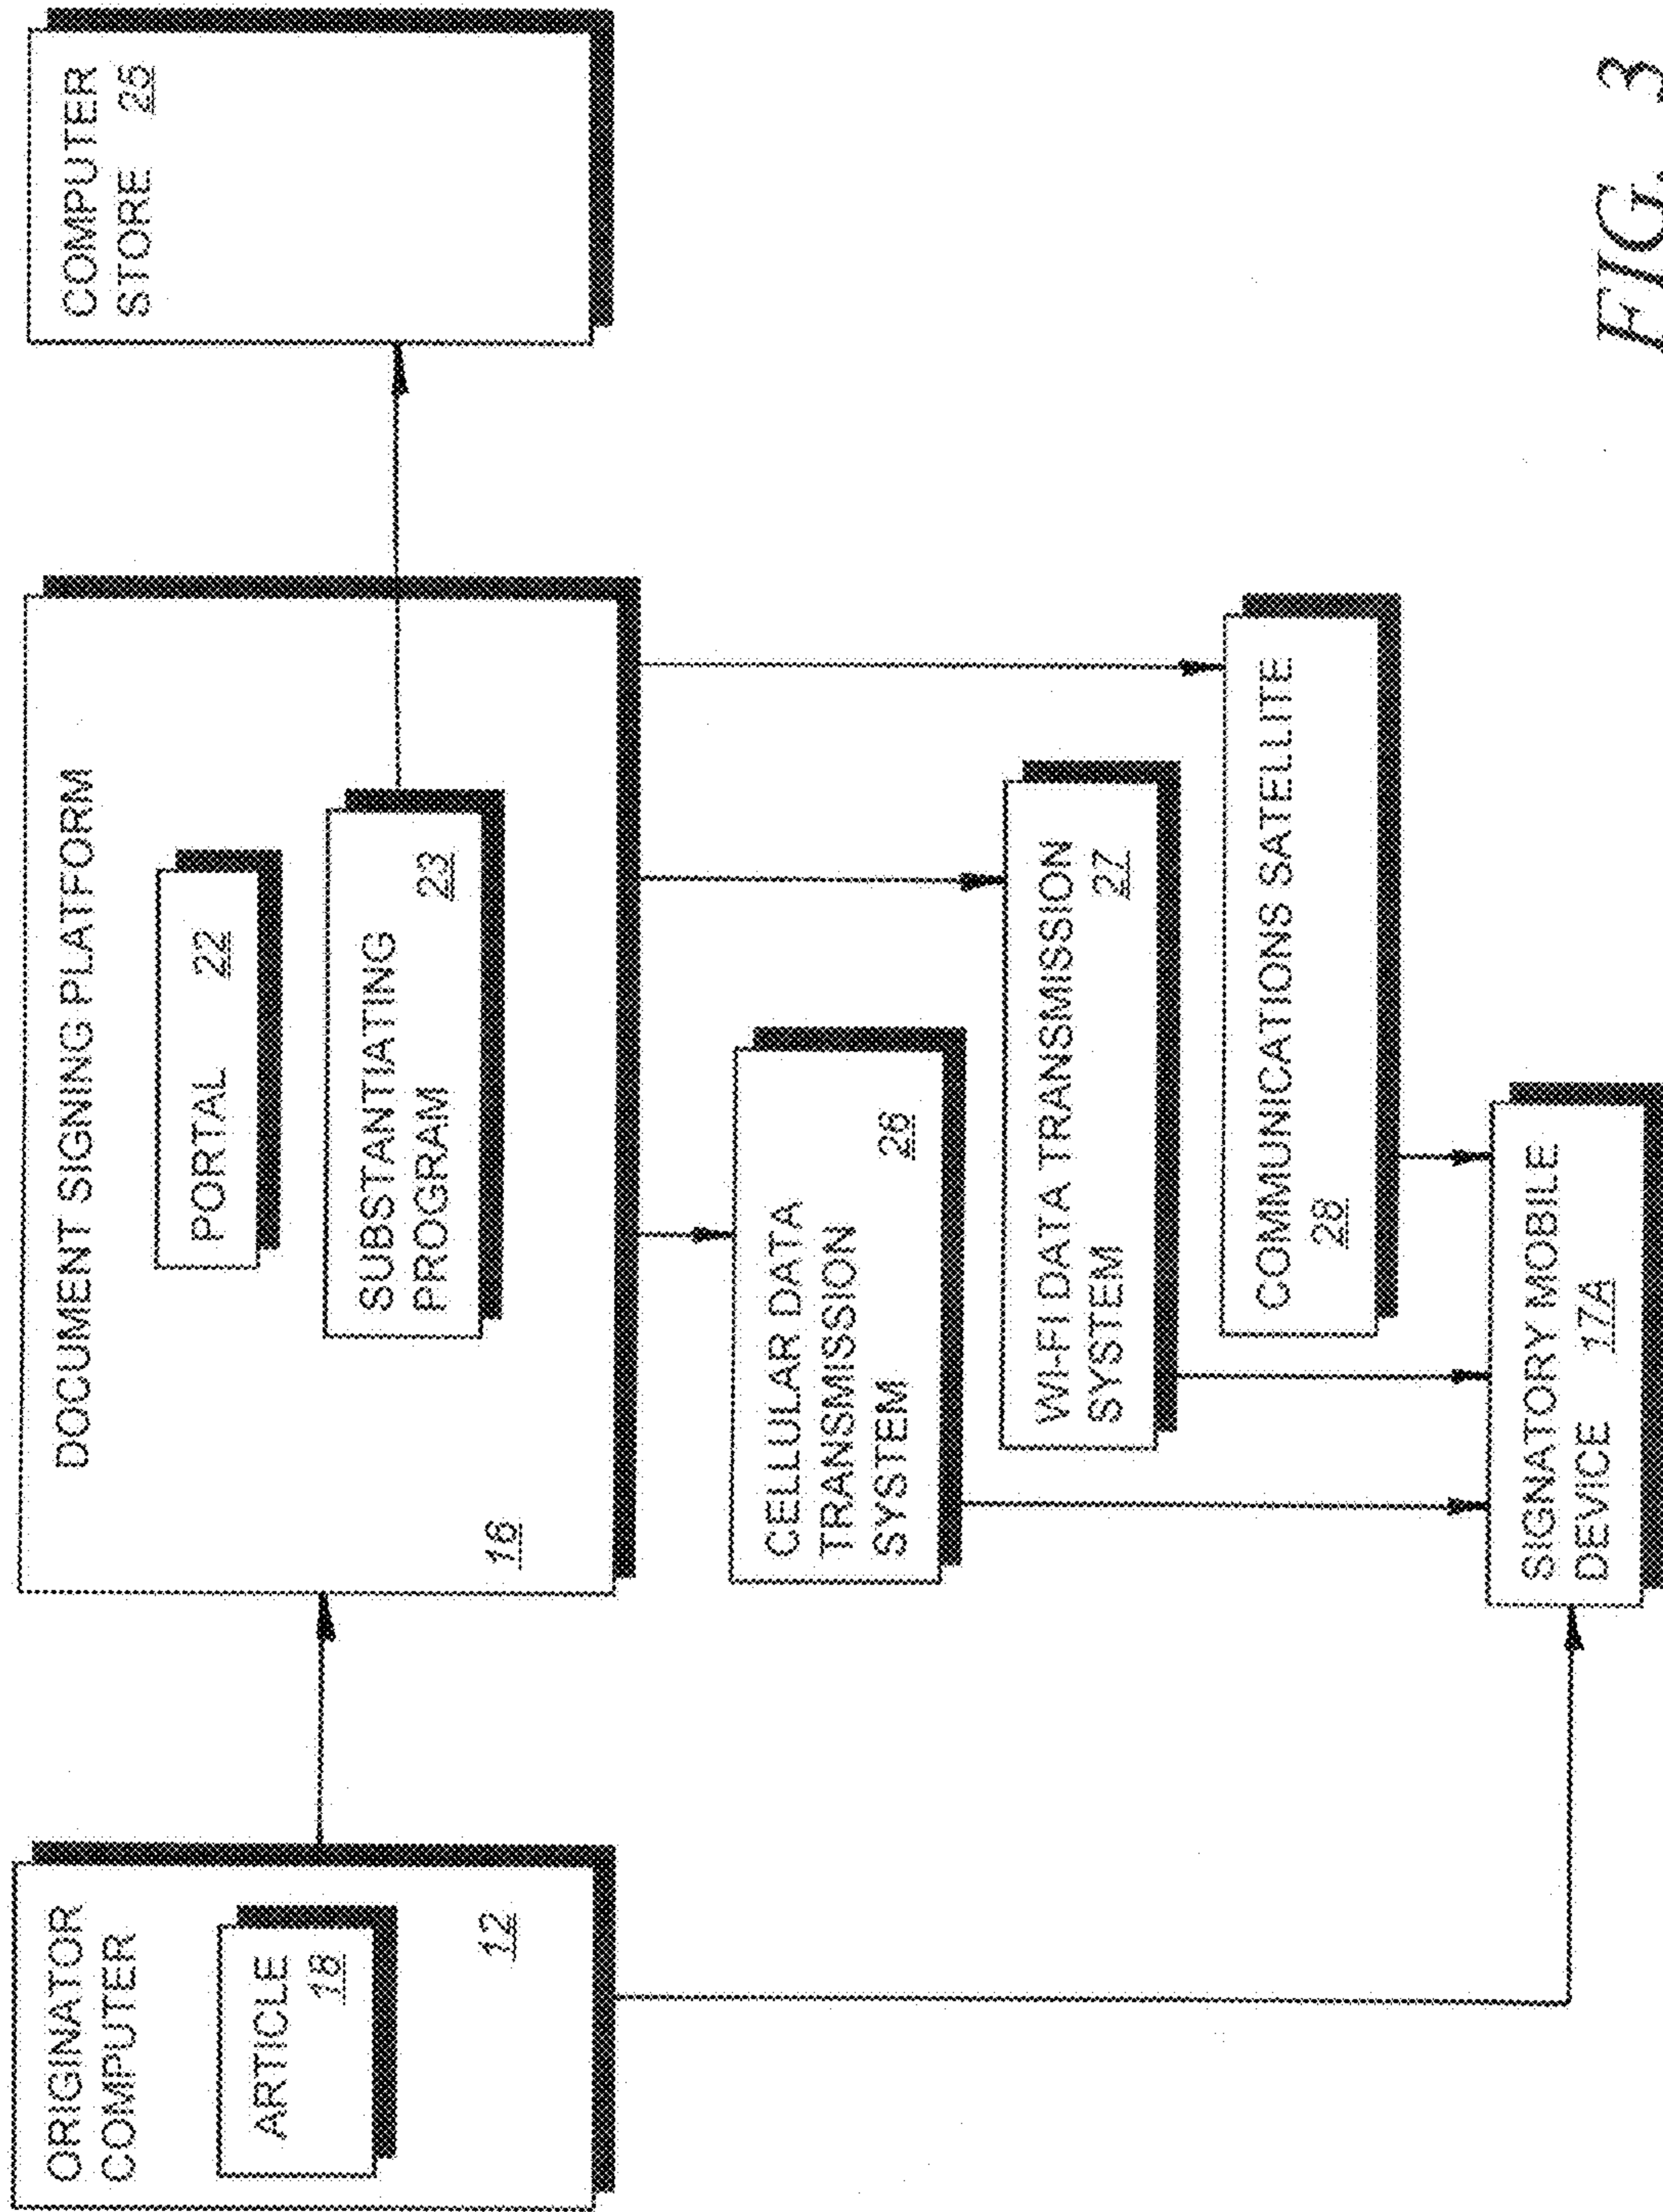 ORIGINATOR
COMPUTER
ARTICLE
18
12
DOCUMENT SIGNING PLATFORM
PORTAL 22
SUBSTANTIATING
PROGRAM 23
16
COMPUTER
STORE 25
CELLULAR DATA
TRANSMISSION
SYSTEM 26
WI-FI DATA TRANSMISSION
SYSTEM 27
COMMUNICATIONS SATELLITE
28
SIGNATORY MOBILE
DEVICE 17A
FIG. 3